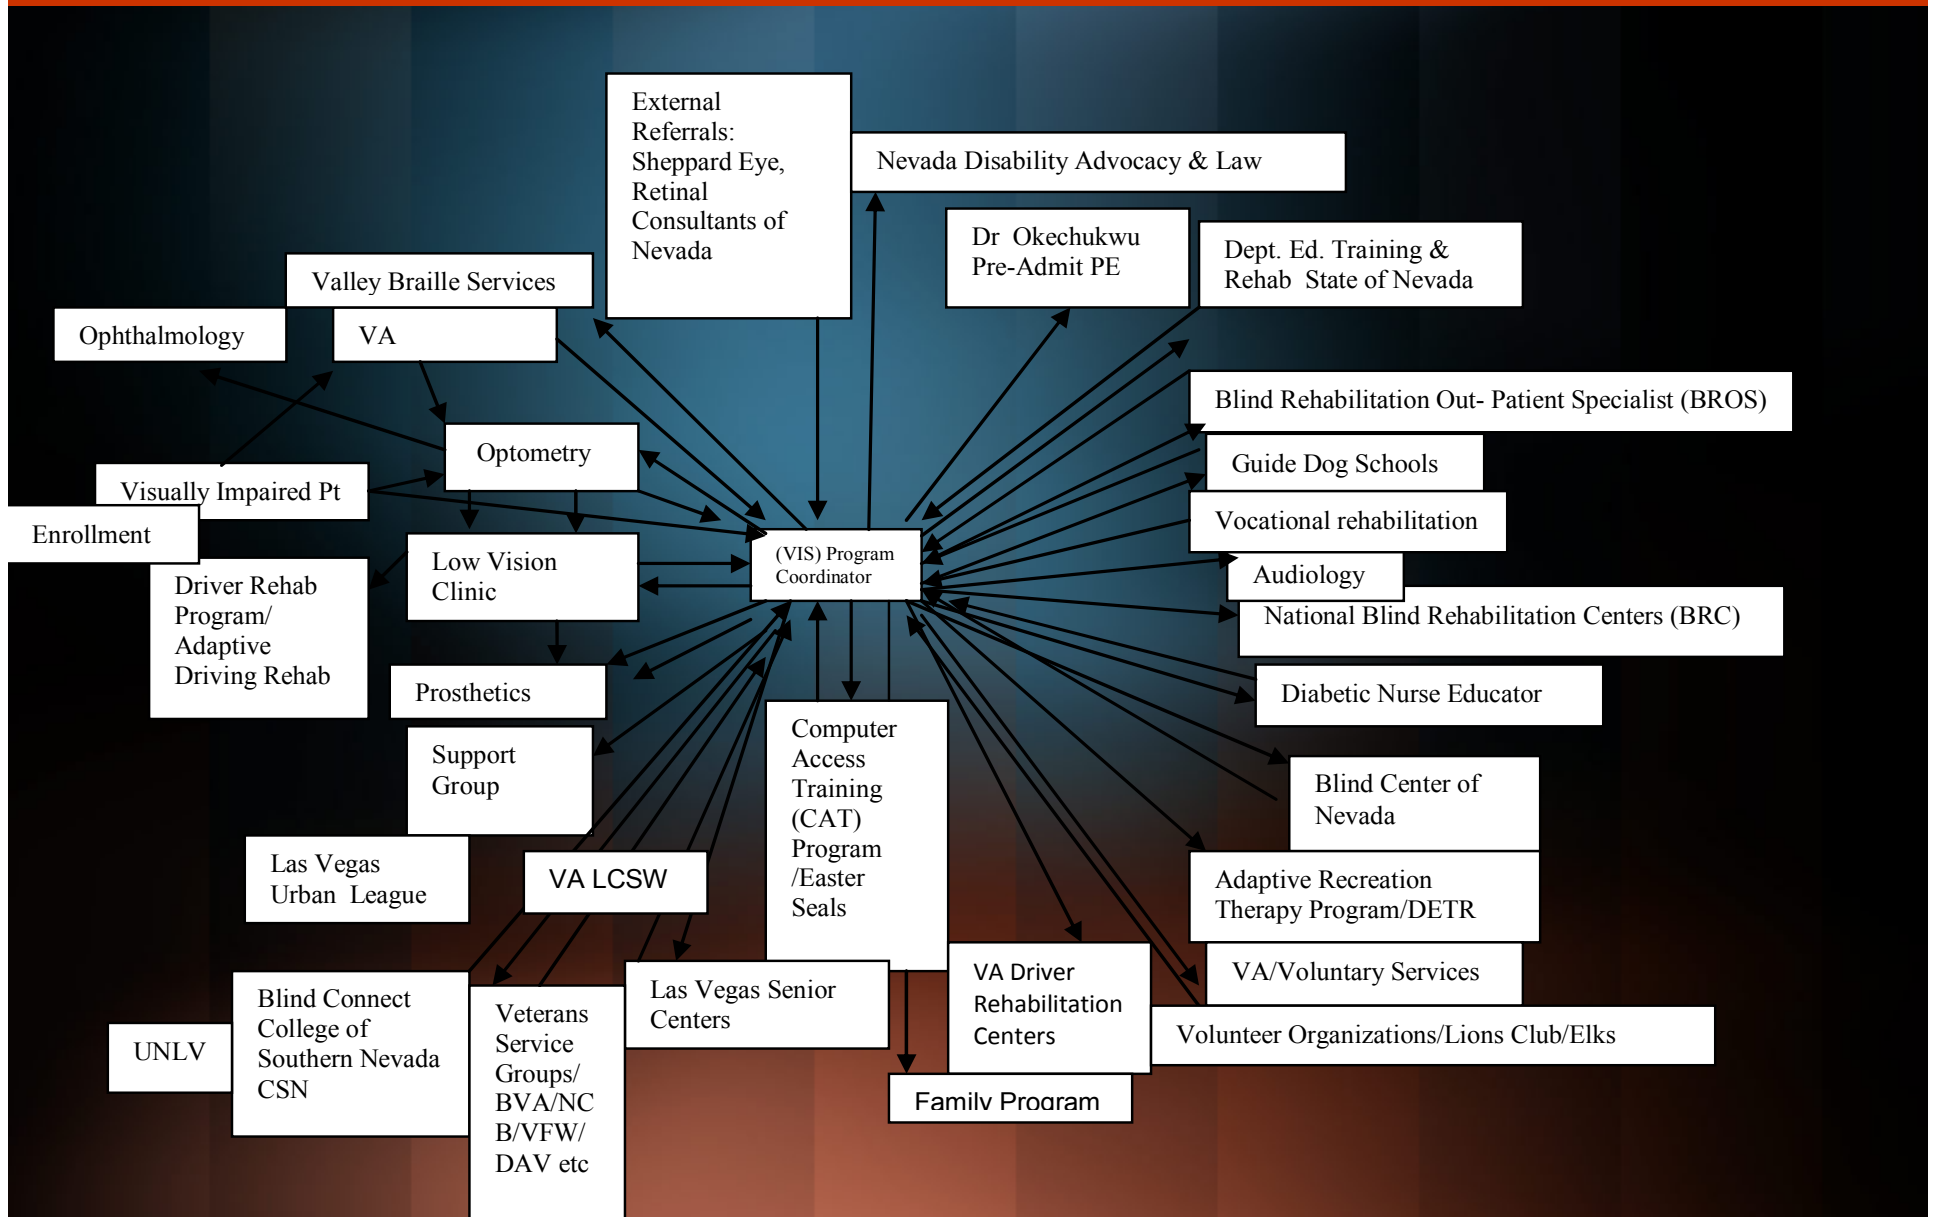 External
Referrals:
Sheppard Eye,
Retinal
Consultants of
Nevada
Nevada Disability Advocacy & Law
Dr Okechukwu
Pre-Admit PE
Dept. Ed. Training &
Rehab State of Nevada
Valley Braille Services
Ophthalmology
VA
Blind Rehabilitation Out- Patient Specialist (BROS)
Optometry
Guide Dog Schools
Visually Impaired Pt
Enrollment
Vocational rehabilitation
(VIS) Program
Coordinator
Low Vision
Clinic
Audiology
Driver Rehab
Program/
Adaptive
Driving Rehab
National Blind Rehabilitation Centers (BRC)
Prosthetics
Diabetic Nurse Educator
Support
Group
Computer
Access
Training
(CAT)
Program
/Easter
Seals
Blind Center of
Nevada
Las Vegas
Urban League
VA LCSW
Adaptive Recreation
Therapy Program/DETR
VA/Voluntary Services
Las Vegas Senior
Centers
VA Driver
Rehabilitation
Centers
Blind Connect
College of
Southern Nevada
CSN
UNLV
Veterans
Service
Groups/
BVA/NC
B/VFW/
DAV etc
Volunteer Organizations/Lions Club/Elks
Family Program